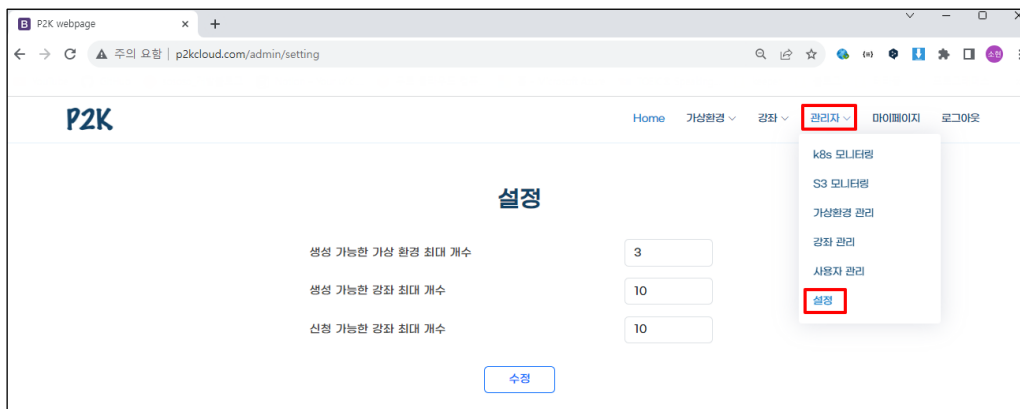 P2K webpage
주의 요함 | p2kcloud.com/admin/setting
소현
P2K
Home 가상환경 강좌 관리자 마이페이지 로그아웃
k8s 모니터링
S3 모니터링
가상환경 관리
강좌 관리
사용자 관리
설정
설정
생성 가능한 가상 환경 최대 개수 3
생성 가능한 강좌 최대 개수 10
신청 가능한 강좌 최대 개수 10
수정